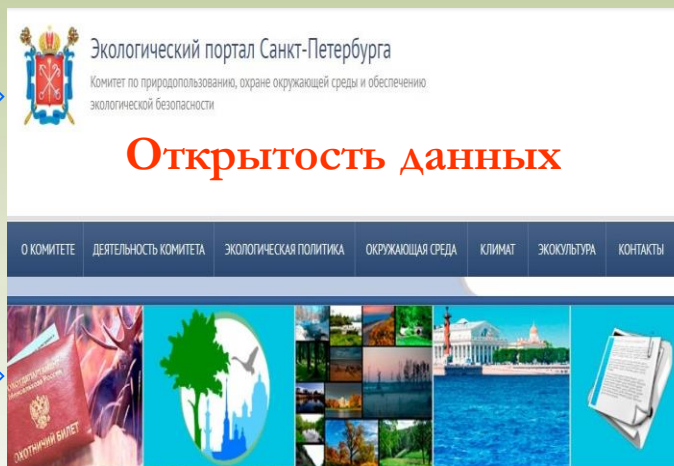 Экологический портал Санкт-Петербурга
Комитет по природопользованию, охране окружающей среды и обеспечению
экологической безопасности
Открытость данных
О КОМИТЕТЕ ДЕЯТЕЛЬНОСТЬ КОМИТЕТА ЭКОЛОГИЧЕСКАЯ ПОЛИТИКА ОКРУЖАЮЩАЯ СРЕДА КЛИМАТ ЭКОКУЛЬТУРА КОНТАКТЫ
ОХОТНИЧИЙ БИЛЕТ